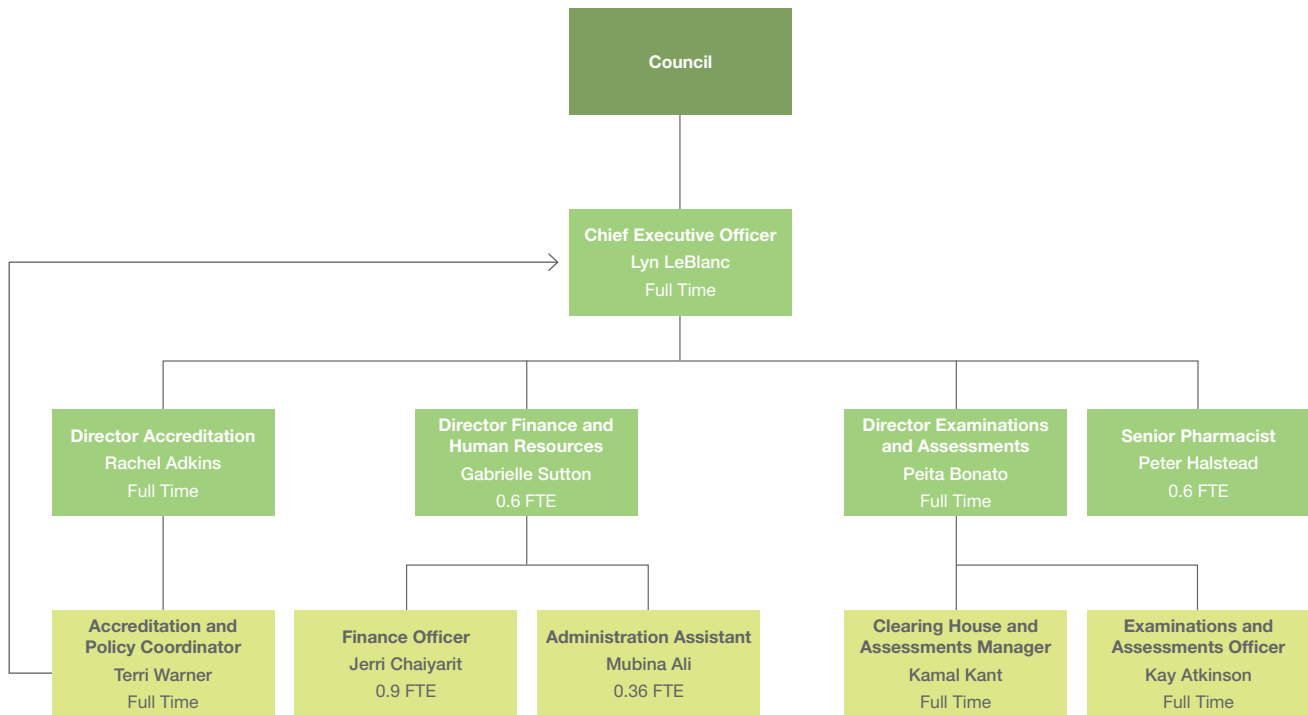 Council
Chief Executive Officer
Lyn LeBlanc
Full Time
Director Accreditation
Rachel Adkins
Full Time
Director Finance and
Human Resources
Gabrielle Sutton
0.6 FTE
Director Examinations
and Assessments
Peita Bonato
Full Time
Senior Pharmacist
Peter Halstead
0.6 FTE
Accreditation and
Policy Coordinator
Terri Warner
Full Time
Finance Officer
Jerri Chaiyarit
0.9 FTE
Administration Assistant
Mubina Ali
0.36 FTE
Clearing House and
Assessments Manager
Kamal Kant
Full Time
Examinations and
Assessments Officer
Kay Atkinson
Full Time